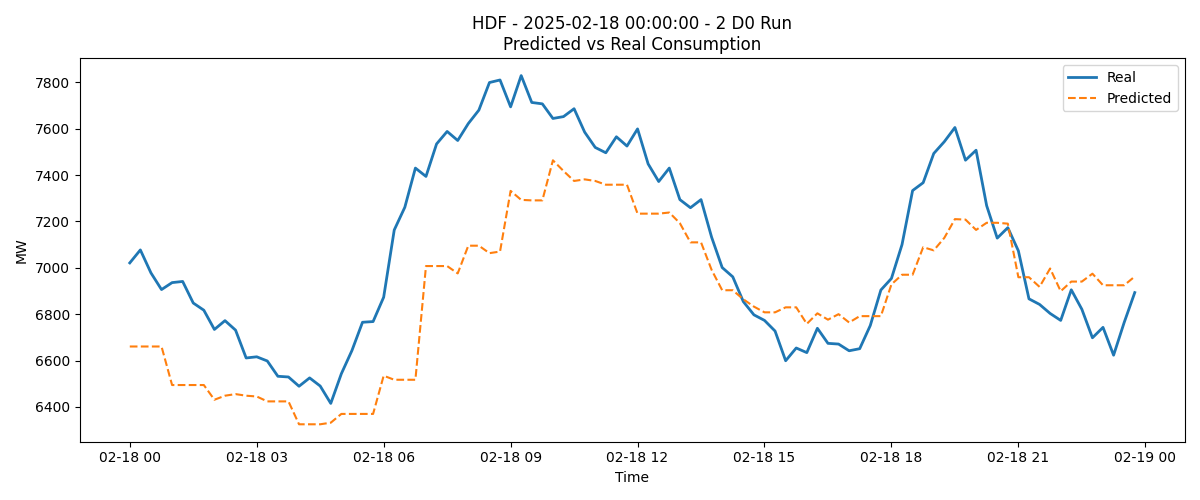 HDF - 2025-02-18 00:00:00 - 2 D0 Run
Predicted vs Real Consumption
Real
Predicted
MW
7800
7600
7400
7200
7000
6800
6600
6400
02-18 00
02-18 03
02-18 06
02-18 09
02-18 12
02-18 15
02-18 18
02-18 21
02-19 00
Time